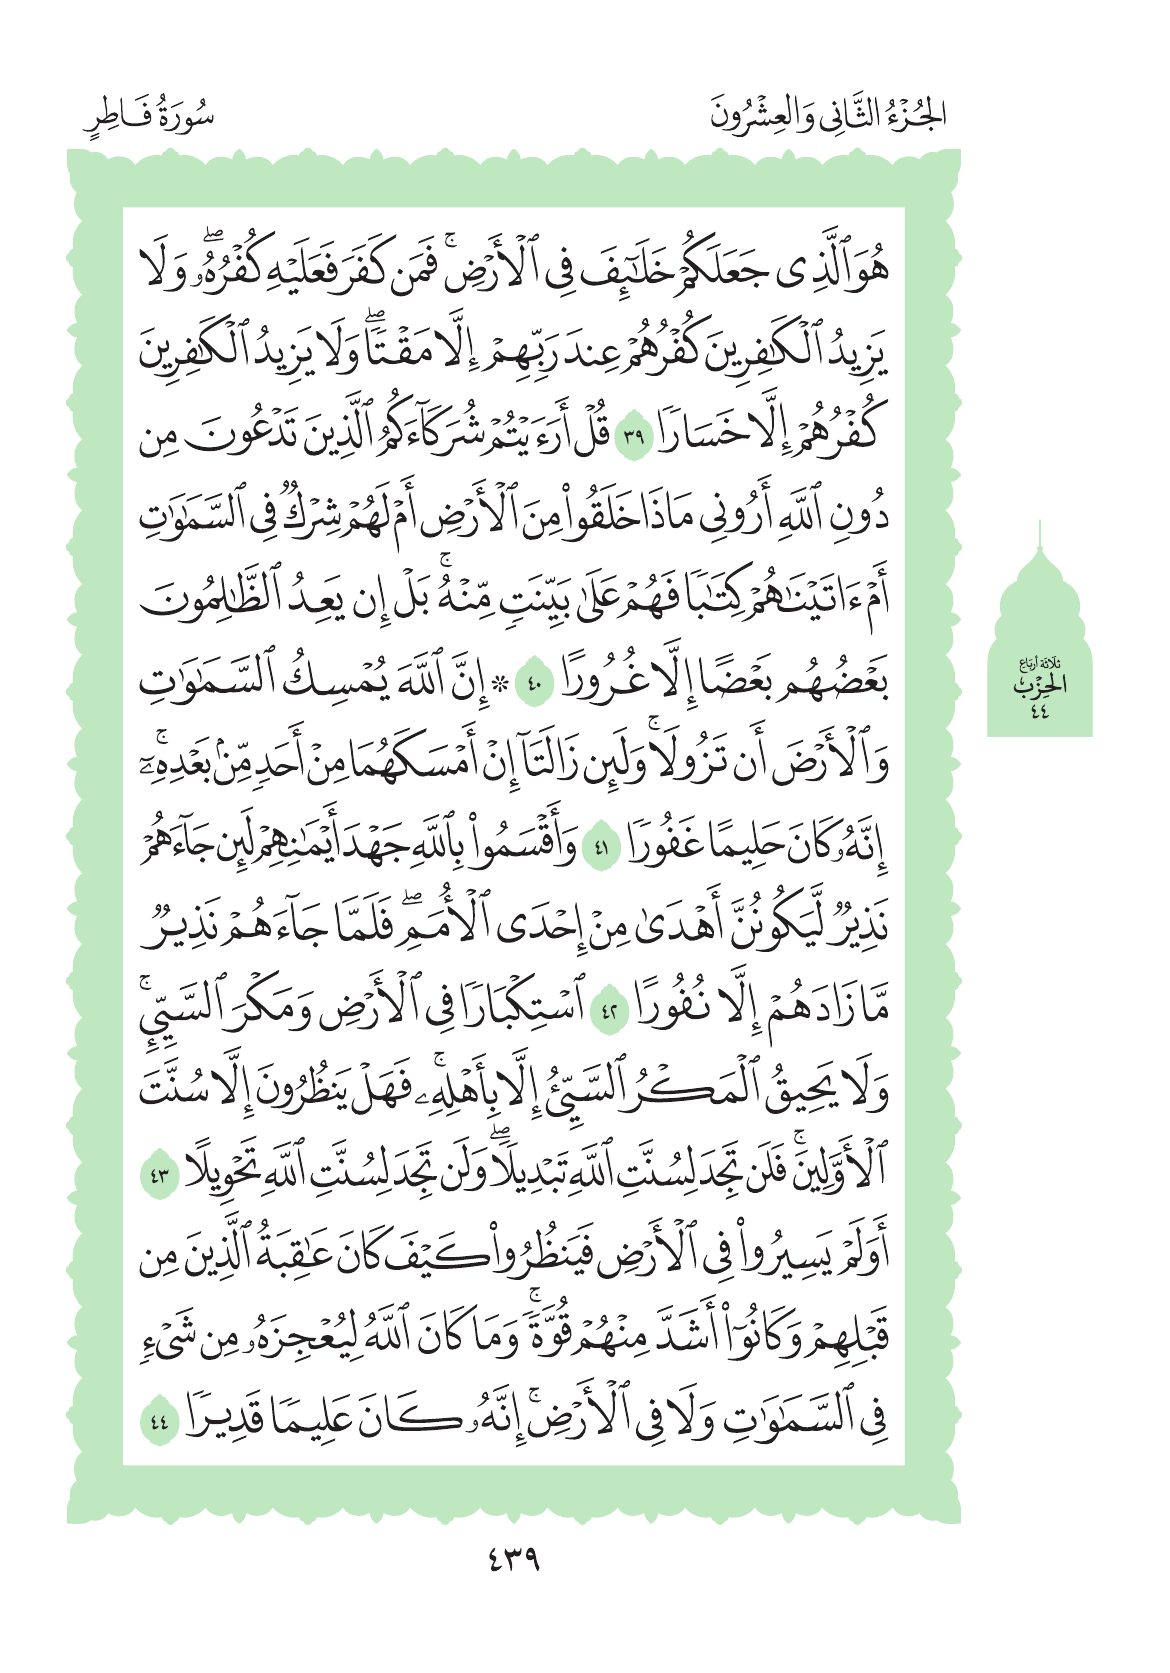 الجُزْءُ الثَّانِي وَالعِشْرُونَ
سُورَةُ فَاطِرٍ
هُوَ ٱلَّذِى جَعَلَكُمْ خَلَـٰٓئِفَ فِى ٱلْأَرْضِ ۚ فَمَن كَفَرَ فَعَلَيْهِ كُفْرُهُۥ ۖ وَلَا
يَزِيدُ ٱلْكَـٰفِرِينَ كُفْرُهُمْ عِندَ رَبِّهِمْ إِلَّا مَقْتًا ۖ وَلَا يَزِيدُ ٱلْكَـٰفِرِينَ
كُفْرُهُمْ إِلَّا خَسَارًا ٣٩ قُلْ أَرَءَيْتُمْ شُرَكَآءَكُمُ ٱلَّذِينَ تَدْعُونَ مِن
دُونِ ٱللَّهِ أَرُونِى مَاذَا خَلَقُوا۟ مِنَ ٱلْأَرْضِ أَمْ لَهُمْ شِرْكٌ فِى ٱلسَّمَـٰوَٰتِ
أَمْ ءَاتَيْنَـٰهُمْ كِتَـٰبًا فَهُمْ عَلَىٰ بَيِّنَتٍ مِّنْهُ ۚ بَلْ إِن يَعِدُ ٱلظَّـٰلِمُونَ
بَعْضُهُم بَعْضًا إِلَّا غُرُورًا ٤٠ ۞ إِنَّ ٱللَّهَ يُمْسِكُ ٱلسَّمَـٰوَٰتِ
وَٱلْأَرْضَ أَن تَزُولَا ۚ وَلَئِن زَالَتَآ إِنْ أَمْسَكَهُمَا مِنْ أَحَدٍ مِّنۢ بَعْدِهِۦٓ ۚ
إِنَّهُۥ كَانَ حَلِيمًا غَفُورًا ٤١ وَأَقْسَمُوا۟ بِٱللَّهِ جَهْدَ أَيْمَـٰنِهِمْ لَئِن جَآءَهُمْ
نَذِيرٌ لَّيَكُونُنَّ أَهْدَىٰ مِنْ إِحْدَى ٱلْأُمَمِ ۖ فَلَمَّا جَآءَهُمْ نَذِيرٌ
مَّا زَادَهُمْ إِلَّا نُفُورًا ٤٢ ٱسْتِكْبَارًا فِى ٱلْأَرْضِ وَمَكْرَ ٱلسَّيِّئِ ۚ
وَلَا يَحِيقُ ٱلْمَكْرُ ٱلسَّيِّئُ إِلَّا بِأَهْلِهِۦ ۚ فَهَلْ يَنظُرُونَ إِلَّا سُنَّتَ
ٱلْأَوَّلِينَ ۚ فَلَن تَجِدَ لِسُنَّتِ ٱللَّهِ تَبْدِيلًا ۖ وَلَن تَجِدَ لِسُنَّتِ ٱللَّهِ تَحْوِيلًا ٤٣
أَوَلَمْ يَسِيرُوا۟ فِى ٱلْأَرْضِ فَيَنظُرُوا۟ كَيْفَ كَانَ عَـٰقِبَةُ ٱلَّذِينَ مِن
قَبْلِهِمْ وَكَانُوٓا۟ أَشَدَّ مِنْهُمْ قُوَّةً ۚ وَمَا كَانَ ٱللَّهُ لِيُعْجِزَهُۥ مِن شَىْءٍ
فِى ٱلسَّمَـٰوَٰتِ وَلَا فِى ٱلْأَرْضِ ۚ إِنَّهُۥ كَانَ عَلِيمًا قَدِيرًا ٤٤
ثلاثة أرباع
الحِزْب
٤٤
٤٣٩